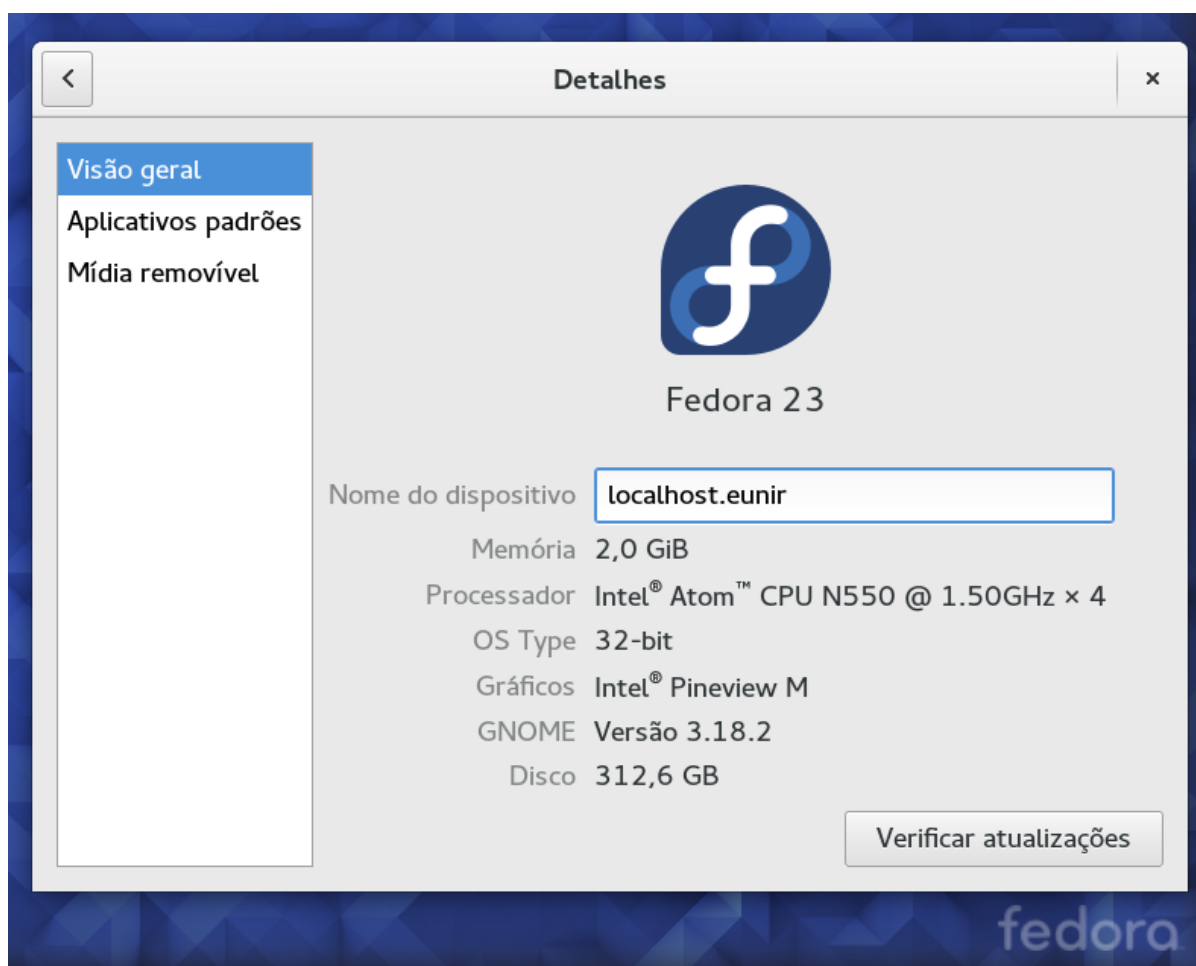 Detalhes
Visão geral
Aplicativos padrões
Mídia removível
Fedora 23
Nome do dispositivo localhost.eunir
Memória 2,0 GiB
Processador Intel® Atom™ CPU N550 @ 1.50GHz × 4
OS Type 32-bit
Gráficos Intel® Pineview M
GNOME Versão 3.18.2
Disco 312,6 GB
Verificar atualizações
fedora